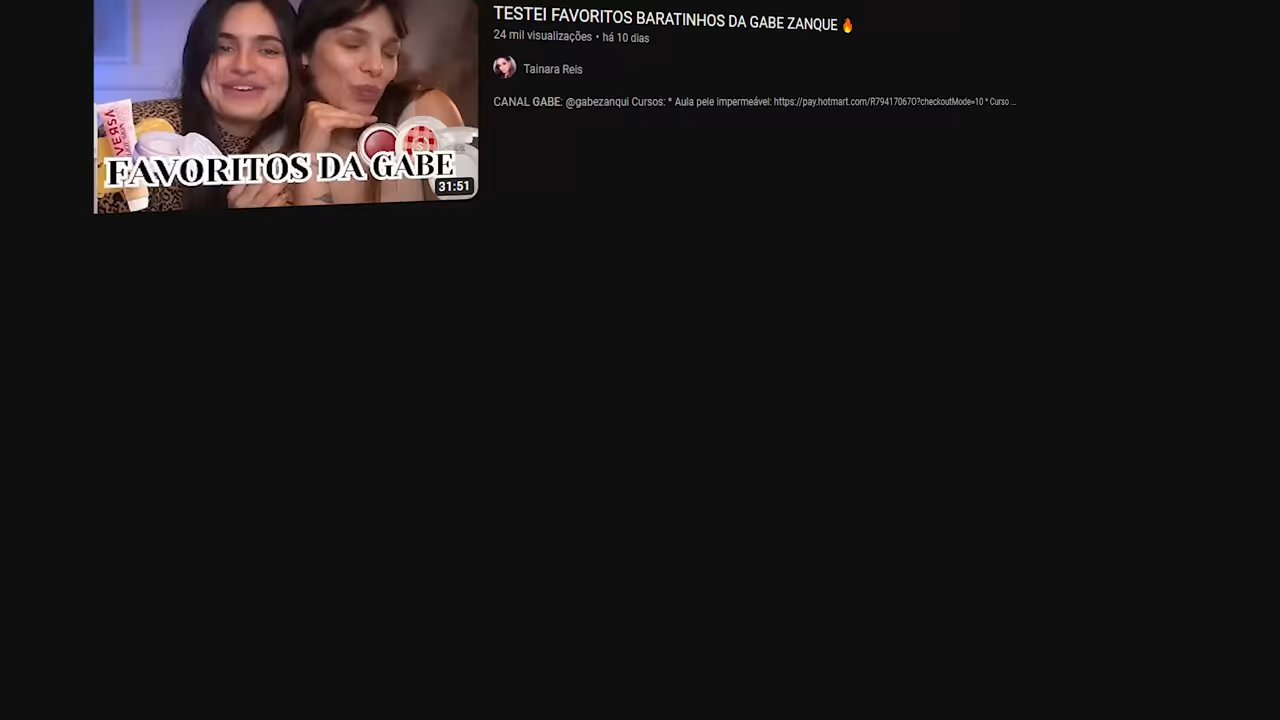 TESTEI FAVORITOS BARATINHOS DA GABE ZANQUE 🔥
24 mil visualizações • há 10 dias
Tainara Reis
CANAL GABE: @gabezanqui Cursos: * Aula pele impermeável: https://pay.hotmart.com/R79417067O?checkoutMode=10 * Curso ...
VERSA
FAVORITOS DA GABE
31:51